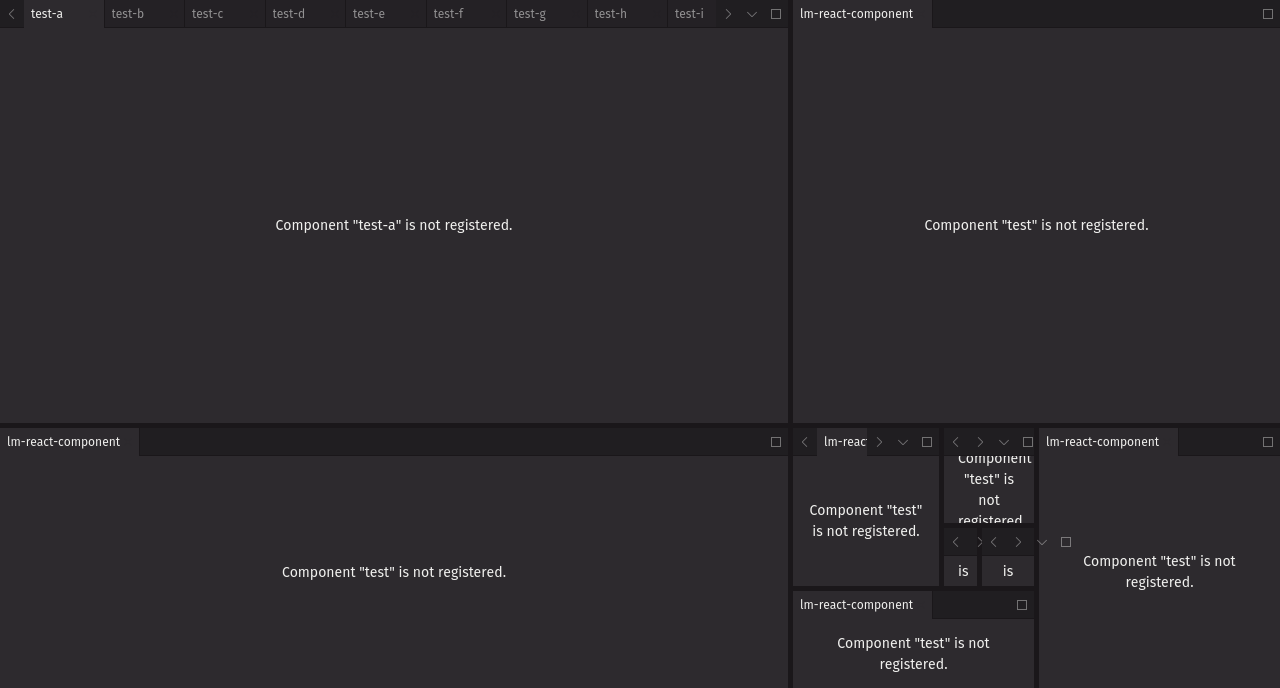 test-a
test-b
test-c
test-d
test-e
test-f
test-g
test-h
test-i
lm-react-component
Component "test-a" is not registered.
Component "test" is not registered.
lm-react-component
Component "test" is not registered.
lm-reac
Component "test"
is not registered.
Component
"test" is
not
registered
is
is
lm-react-component
Component "test" is not
registered.
lm-react-component
Component "test" is not
registered.